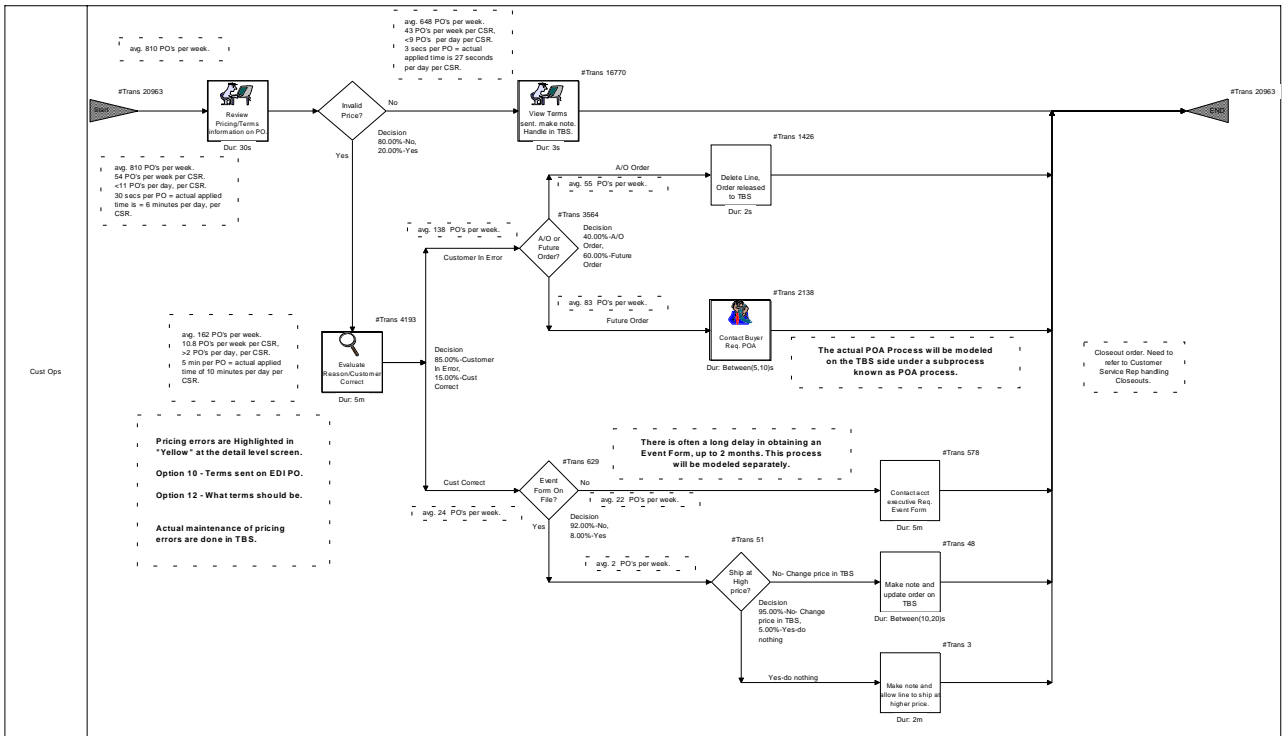 Cust Ops
avg. 810 PO's per week.
#Trans 20963
Start
Review
Pricing/Terms
information on PO.
Dur: 30s
avg. 810 PO's per week.
54 PO's per week per CSR.
<11 PO's per day, per CSR.
30 secs per PO = actual applied
time is = 6 minutes per day, per
CSR.
Invalid
Price?
No
Yes
Decision
80.00%-No,
20.00%-Yes
avg. 648 PO's per week.
43 PO's per week per CSR,
<9 PO's per day per CSR.
3 secs per PO = actual
applied time is 27 seconds
per day per CSR.
#Trans 16770
View Terms
sent. make note.
Handle in TBS.
Dur: 3s
#Trans 20963
END
#Trans 1426
A/O Order
avg. 55 PO's per week.
Delete Line,
Order released
to TBS
Dur: 2s
#Trans 3564
avg. 138 PO's per week.
Customer In Error
A/O or
Future
Order?
Decision
40.00%-A/O
Order,
60.00%-Future
Order
#Trans 2138
avg. 83 PO's per week.
Future Order
Contact Buyer
Req. POA
Dur: Between(5,10)s
The actual POA Process will be modeled
on the TBS side under a subprocess
known as POA process.
Closeout order. Need to
refer to Customer
Service Rep handling
Closeouts.
avg. 162 PO's per week.
10.8 PO's per week per CSR,
>2 PO's per day, per CSR.
5 min per PO = actual applied
time of 10 minutes per day per
CSR.
#Trans 4193
Evaluate
Reason/Customer
Correct
Dur: 5m
Decision
85.00%-Customer
In Error,
15.00%-Cust
Correct
Pricing errors are Highlighted in
"Yellow" at the detail level screen.
Option 10 - Terms sent on EDI PO.
Option 12 - What terms should be.
Actual maintenance of pricing
errors are done in TBS.
There is often a long delay in obtaining an
Event Form, up to 2 months. This process
will be modeled separately.
#Trans 629
Cust Correct
avg. 24 PO's per week.
Event
Form On
File?
No
Yes
avg. 22 PO's per week.
Decision
92.00%-No,
8.00%-Yes
#Trans 578
Contact acct
executive Req.
Event Form
Dur: 5m
avg. 2 PO's per week.
#Trans 51
Ship at
High
price?
No- Change price in TBS
Decision
95.00%-No- Change
price in TBS,
5.00%-Yes-do
nothing
#Trans 48
Make note and
update order on
TBS
Dur: Between(10,20)s
Yes-do nothing
#Trans 3
Make note and
allow line to ship at
higher price.
Dur: 2m